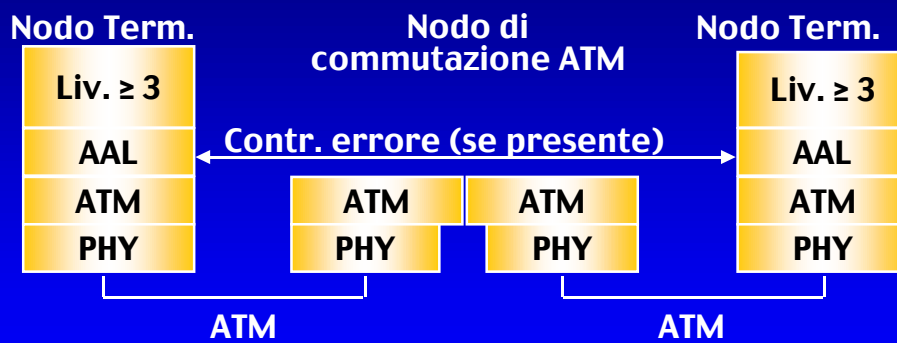 Nodo Term.
Nodo di
commutazione ATM
Nodo Term.
Liv. ≥ 3
AAL
ATM
PHY
Contr. errore (se presente)
ATM
PHY
ATM
PHY
Liv. ≥ 3
AAL
ATM
PHY
ATM
ATM